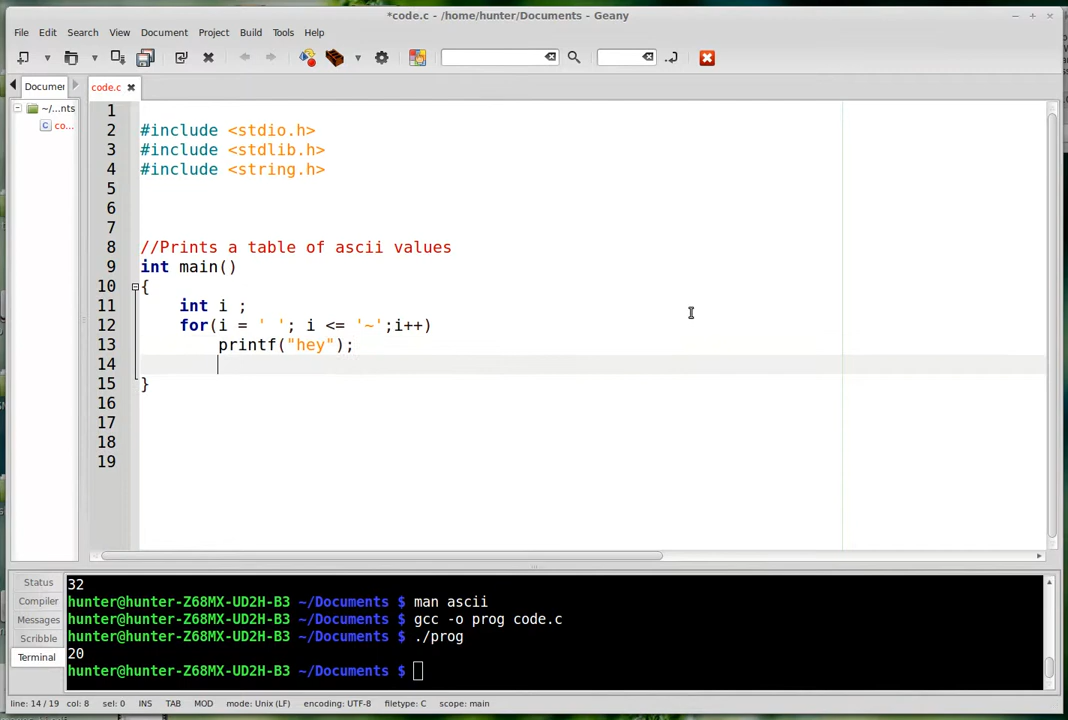 *code.c - /home/hunter/Documents - Geany
File Edit Search View Document Project Build Tools Help
Documer
code.c
~/...nts
co...
1
2 #include <stdio.h>
3 #include <stdlib.h>
4 #include <string.h>
5
6
7
8 //Prints a table of ascii values
9 int main()
10 {
11 int i ;
12 for(i = ' '; i <= '~';i++)
13 printf("hey");
14
15 }
16
17
18
19
Status
Compiler
Messages
Scribble
Terminal
32
hunter@hunter-Z68MX-UD2H-B3 ~/Documents $ man ascii
hunter@hunter-Z68MX-UD2H-B3 ~/Documents $ gcc -o prog code.c
hunter@hunter-Z68MX-UD2H-B3 ~/Documents $ ./prog
20
hunter@hunter-Z68MX-UD2H-B3 ~/Documents $
line: 14 / 19 col: 8 sel: 0 INS TAB MOD mode: Unix (LF) encoding: UTF-8 filetype: C scope: main